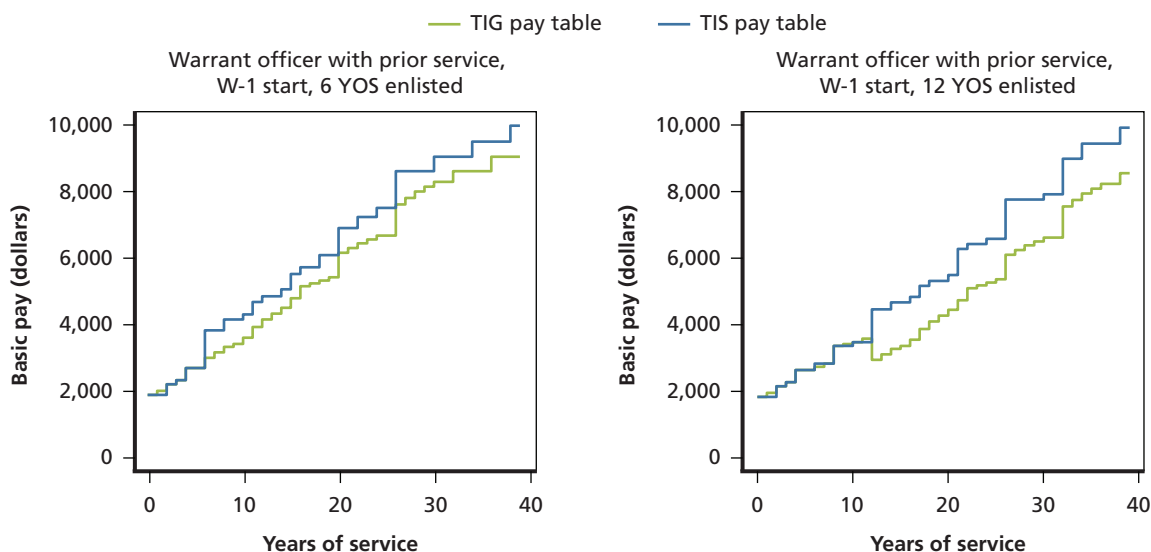 TIG pay table
TIS pay table
Warrant officer with prior service,
W-1 start, 6 YOS enlisted
Basic pay (dollars)
10,000
8,000
6,000
4,000
2,000
0
0 10 20 30 40
Years of service
Warrant officer with prior service,
W-1 start, 12 YOS enlisted
Basic pay (dollars)
10,000
8,000
6,000
4,000
2,000
0
0 10 20 30 40
Years of service